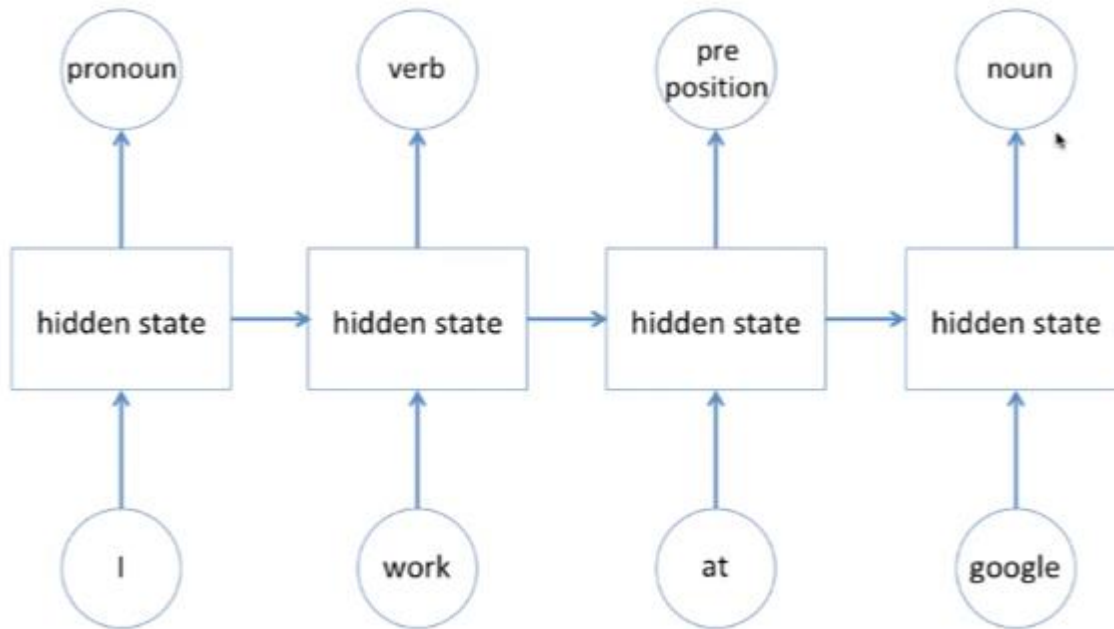 pronoun
verb
pre
position
noun
hidden state
hidden state
hidden state
hidden state
I
work
at
google